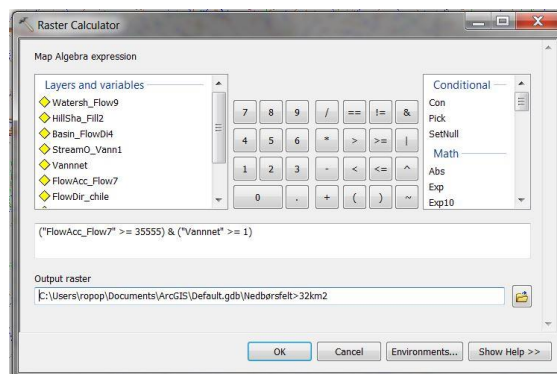 Raster Calculator
Map Algebra expression
Layers and variables
Watersh_Flow9
HillSha_Fill2
Basin_FlowDi4
StreamO_Vann1
Vannnet
FlowAcc_Flow7
FlowDir_chile
7 8 9 / == != &
4 5 6 * > >= |
1 2 3 - < <= ^
0 . + ( ) ~
Conditional
Con
Pick
SetNull
Math
Abs
Exp
Exp10
("FlowAcc_Flow7" >= 35555) & ("Vannnet" >= 1)
Output raster
C:\Users\ropop\Documents\ArcGIS\Default.gdb\Nedbørsfelt>32km2
OK Cancel Environments... Show Help >>